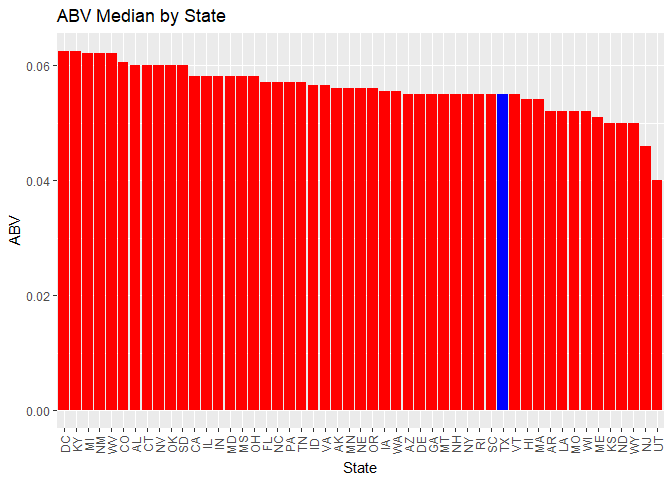 ABV Median by State
ABV
0.06
0.04
0.02
0.00
DC KY MI NM WV CO AL CT NV OK SD CA IL IN MD MS OH FL NC PA TN ID VA AK MN NE OR IA WA AZ DE GA MT NH NY RI SC TX VT HI MA AR LA MO WI ME KS ND WY NJ UT
State